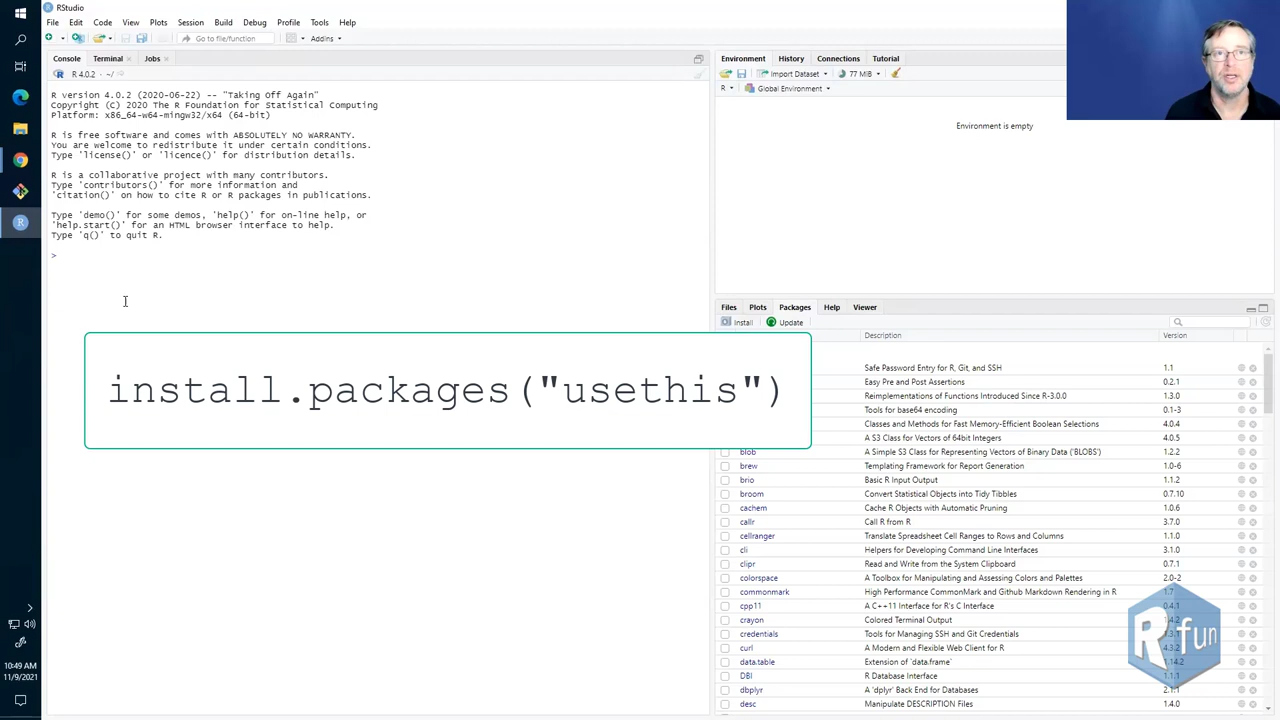 RStudio
File Edit Code View Plots Session Build Debug Profile Tools Help
Go to file/function Addins
Console Terminal Jobs
R 4.0.2 · ~/
R version 4.0.2 (2020-06-22) -- "Taking Off Again"
Copyright (C) 2020 The R Foundation for Statistical Computing
Platform: x86_64-w64-mingw32/x64 (64-bit)
R is free software and comes with ABSOLUTELY NO WARRANTY.
You are welcome to redistribute it under certain conditions.
Type 'license()' or 'licence()' for distribution details.
R is a collaborative project with many contributors.
Type 'contributors()' for more information and
'citation()' on how to cite R or R packages in publications.
Type 'demo()' for some demos, 'help()' for on-line help, or
'help.start()' for an HTML browser interface to help.
Type 'q()' to quit R.
>
install.packages("usethis")
Environment History Connections Tutorial
Import Dataset 77 MiB
R Global Environment
Environment is empty
Files Plots Packages Help Viewer
Install Update
Description Version
Safe Password Entry for R, Git, and SSH 1.1
Easy Pre and Post Assertions 0.2.1
Reimplementations of Functions Introduced Since R-3.0.0 1.3.0
Tools for base64 encoding 0.1-3
Classes and Methods for Fast Memory-Efficient Boolean Selections 4.0.4
A S3 Class for Vectors of 64bit Integers 4.0.5
blob A Simple S3 Class for Representing Vectors of Binary Data ('BLOBS') 1.2.2
brew Templating Framework for Report Generation 1.0-6
brio Basic R Input Output 1.1.2
broom Convert Statistical Objects into Tidy Tibbles 0.7.10
cachem Cache R Objects with Automatic Pruning 1.0.6
callr Call R from R 3.7.0
cellranger Translate Spreadsheet Cell Ranges to Rows and Columns 1.1.0
cli Helpers for Developing Command Line Interfaces 3.1.0
clipr Read and Write from the System Clipboard 0.7.1
colorspace A Toolbox for Manipulating and Assessing Colors and Palettes 2.0-2
commonmark High Performance CommonMark and Github Markdown Rendering in R 1.7
cpp11 A C++11 Interface for R's C Interface 0.4.1
crayon Colored Terminal Output
credentials Tools for Managing SSH and Git Credentials
curl A Modern and Flexible Web Client for R
data.table Extension of `data.frame`
DBI R Database Interface
dbplyr A 'dplyr' Back End for Databases
desc Manipulate DESCRIPTION Files 1.4.0
R fun
10:49 AM
11/9/2021